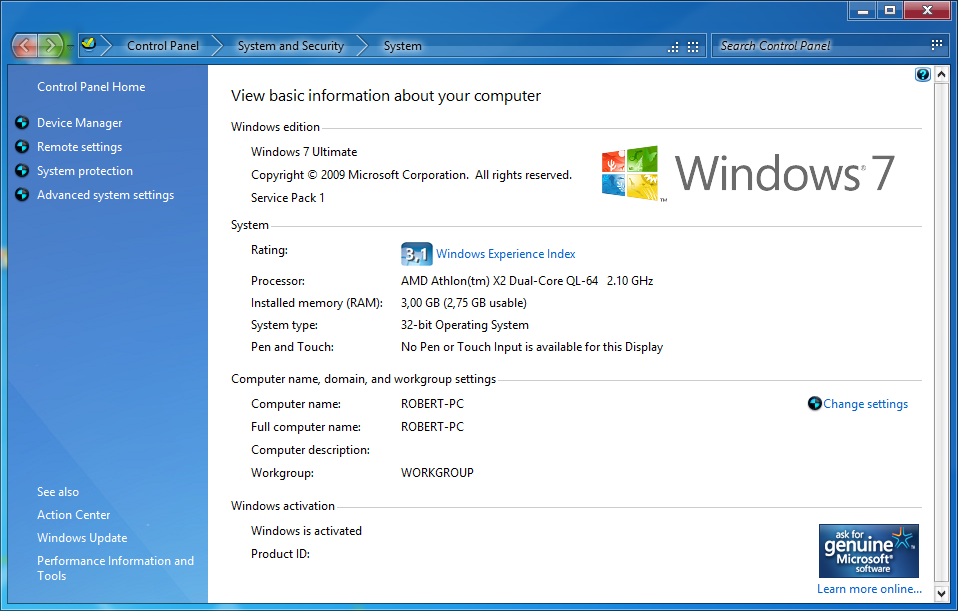 Control Panel
System and Security
System
Search Control Panel
Control Panel Home
Device Manager
Remote settings
System protection
Advanced system settings
See also
Action Center
Windows Update
Performance Information and
Tools
View basic information about your computer
Windows edition
Windows 7 Ultimate
Copyright © 2009 Microsoft Corporation. All rights reserved.
Service Pack 1
Windows® 7
™
System
Rating:
3,1 Windows Experience Index
Processor: AMD Athlon(tm) X2 Dual-Core QL-64 2.10 GHz
Installed memory (RAM): 3,00 GB (2,75 GB usable)
System type: 32-bit Operating System
Pen and Touch: No Pen or Touch Input is available for this Display
Computer name, domain, and workgroup settings
Computer name: ROBERT-PC
Change settings
Full computer name: ROBERT-PC
Computer description:
Workgroup: WORKGROUP
Windows activation
Windows is activated
Product ID:
ask for
genuine™
Microsoft®
software
Learn more online...